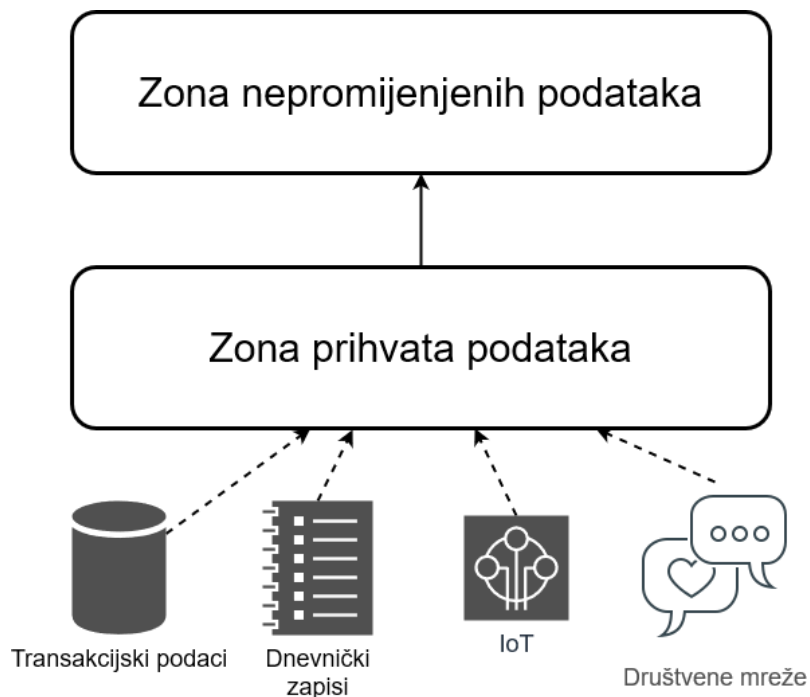 Zona nepromijenjenih podataka
Zona prihvata podataka
Transakcijski podaci
Dnevnički
zapisi
IoT
Društvene mreže